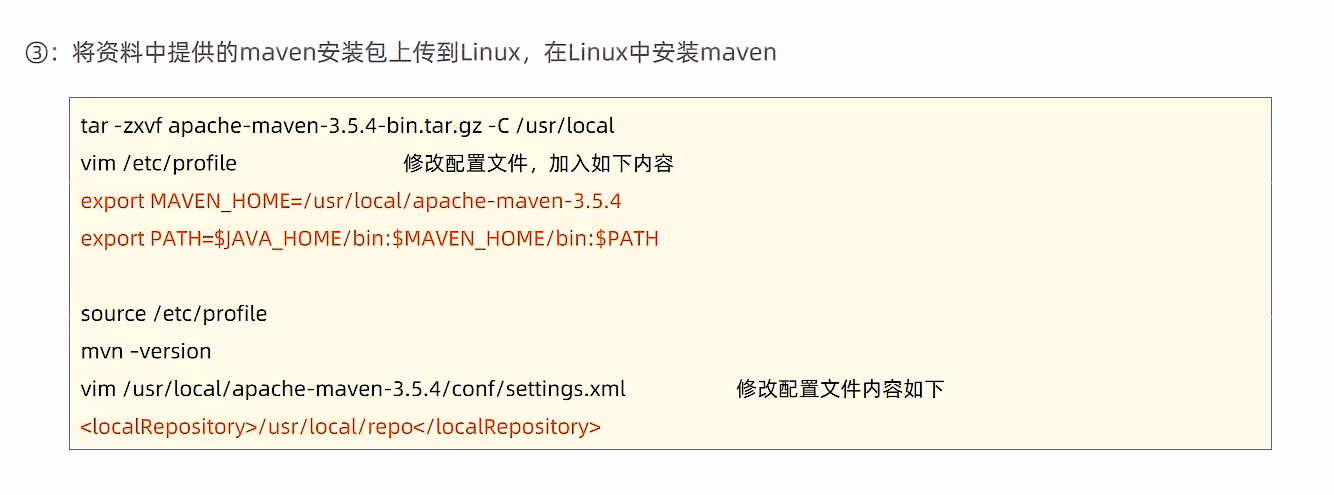 ③：将资料中提供的maven安装包上传到Linux，在Linux中安装maven
tar -zxvf apache-maven-3.5.4-bin.tar.gz -C /usr/local
vim /etc/profile 修改配置文件，加入如下内容
export MAVEN_HOME=/usr/local/apache-maven-3.5.4
export PATH=$JAVA_HOME/bin:$MAVEN_HOME/bin:$PATH
source /etc/profile
mvn –version
vim /usr/local/apache-maven-3.5.4/conf/settings.xml 修改配置文件内容如下
<localRepository>/usr/local/repo</localRepository>